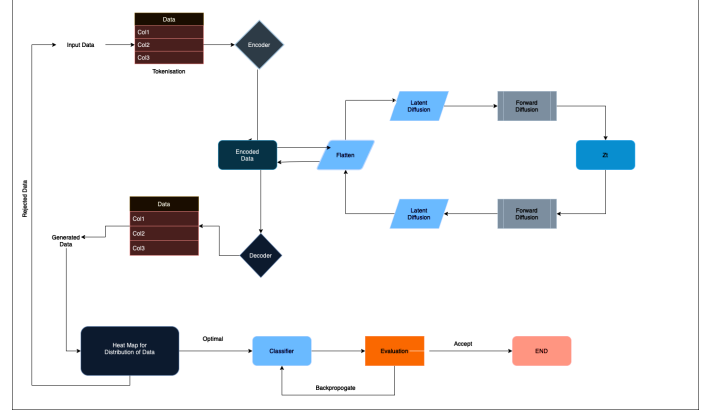 Data
Col1
Input Data
Col2
Encoder
Col3
Tokenisation
Latent
Diffusion
Forward
Diffusion
Encoded
Data
Flatten
Zt
Rejected Data
Data
Col1
Col2
Col3
Generated
Data
Latent
Diffusion
Forward
Diffusion
Decoder
Heat Map for
Distribution of Data
Optimal
Classifier
Evaluation
Accept
END
Backpropogate